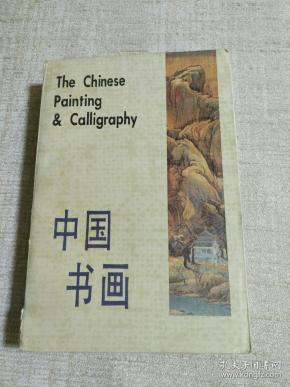 The Chinese
Painting
& Calligraphy
中国
书画